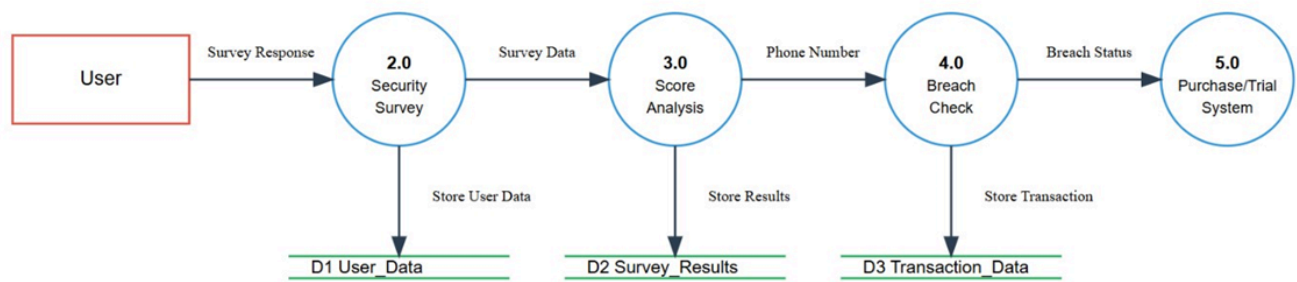 User
Survey Response
2.0
Security
Survey
Survey Data
3.0
Score
Analysis
Phone Number
4.0
Breach
Check
Breach Status
5.0
Purchase/Trial
System
Store User Data
Store Results
Store Transaction
D1 User_Data
D2 Survey_Results
D3 Transaction_Data